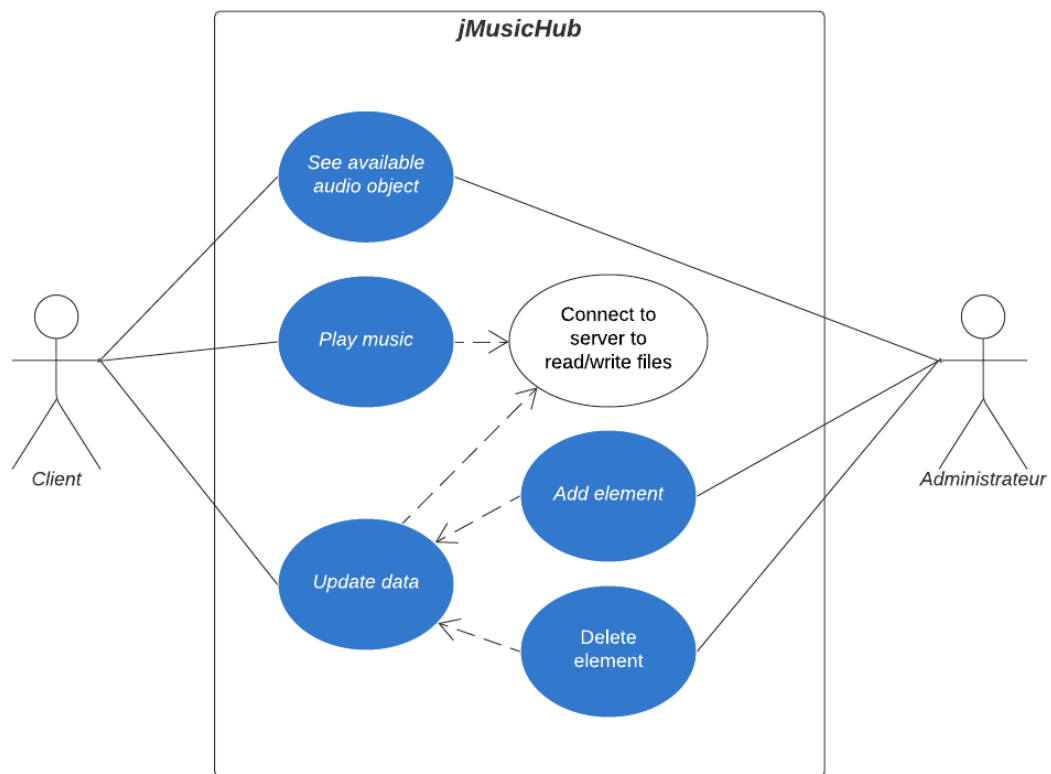 jMusicHub
See available
audio object
Play music
Connect to
server to
read/write files
Client
Administrateur
Add element
Update data
Delete
element